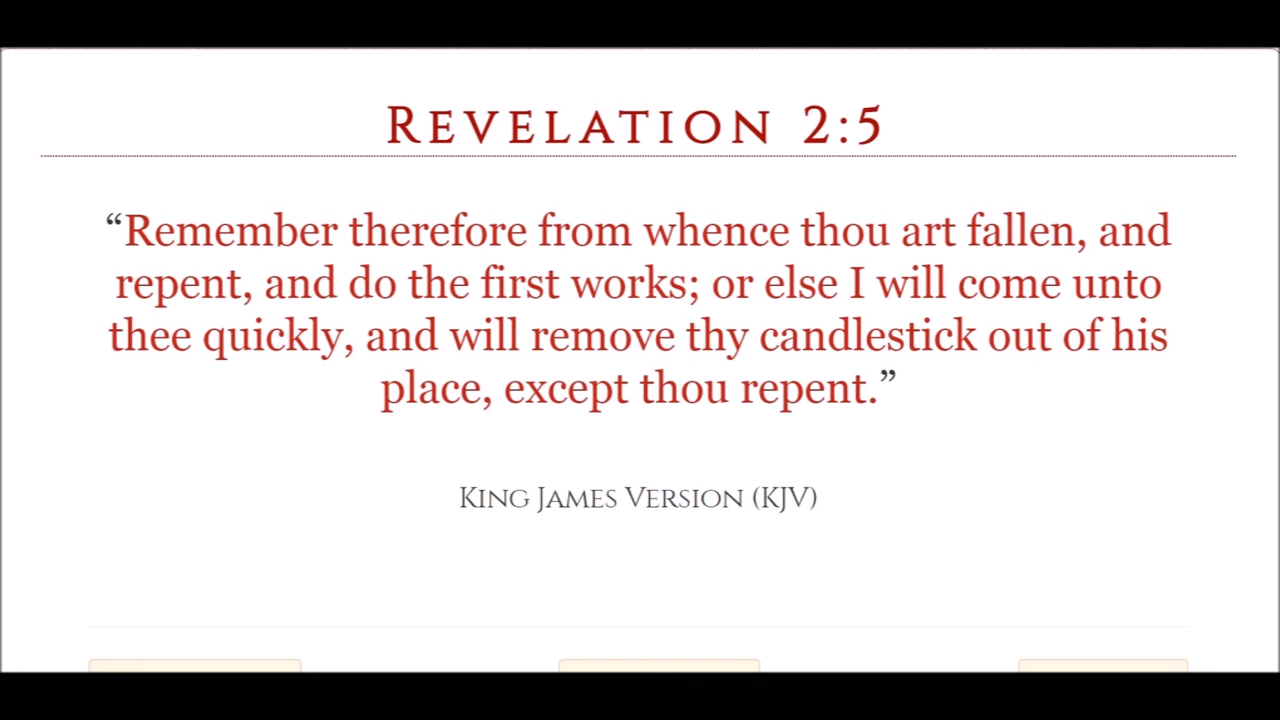 Revelation 2:5
“Remember therefore from whence thou art fallen, and
repent, and do the first works; or else I will come unto
thee quickly, and will remove thy candlestick out of his
place, except thou repent.”
King James Version (KJV)